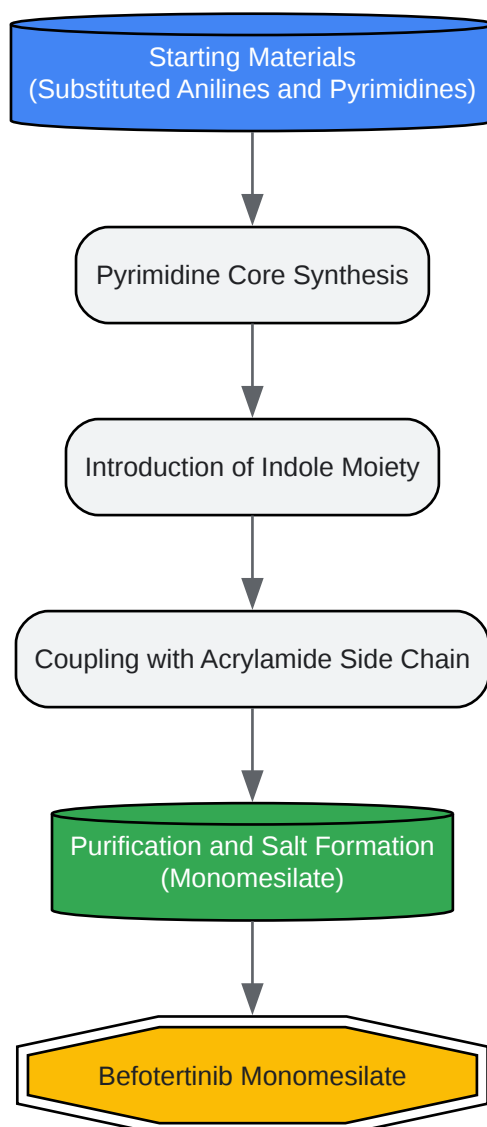 Starting Materials
(Substituted Anilines and Pyrimidines)
Pyrimidine Core Synthesis
Introduction of Indole Moiety
Coupling with Acrylamide Side Chain
Purification and Salt Formation
(Monomesilate)
Befotertinib Monomesilate